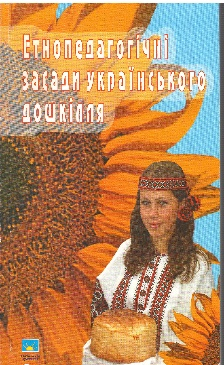 Етнопедагогічні
засади українського
дошкілля